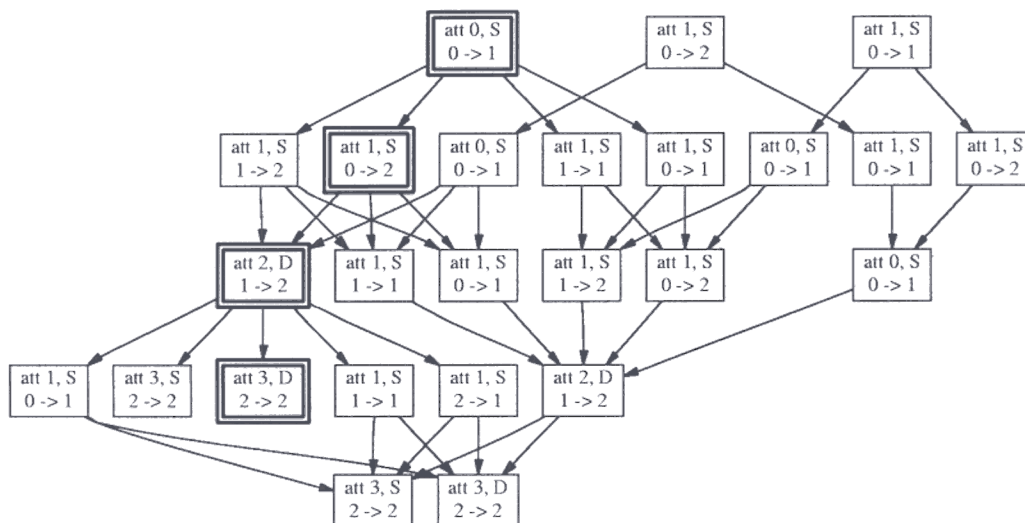 att 0, S
0 -> 1
att 1, S
0 -> 2
att 1, S
0 -> 1
att 1, S
1 -> 2
att 1, S
0 -> 2
att 0, S
0 -> 1
att 1, S
1 -> 2
att 1, S
0 -> 1
att 0, S
0 -> 1
att 1, S
0 -> 1
att 1, S
0 -> 2
att 2, D
1 -> 2
att 1, S
1 -> 1
att 1, S
0 -> 1
att 1, S
1 -> 2
att 1, S
0 -> 2
att 0, S
0 -> 1
att 1, S
0 -> 1
att 3, S
2 -> 2
att 3, D
2 -> 2
att 1, S
1 -> 1
att 1, S
2 -> 1
att 2, D
1 -> 2
att 3, S
2 -> 2
att 3, D
2 -> 2